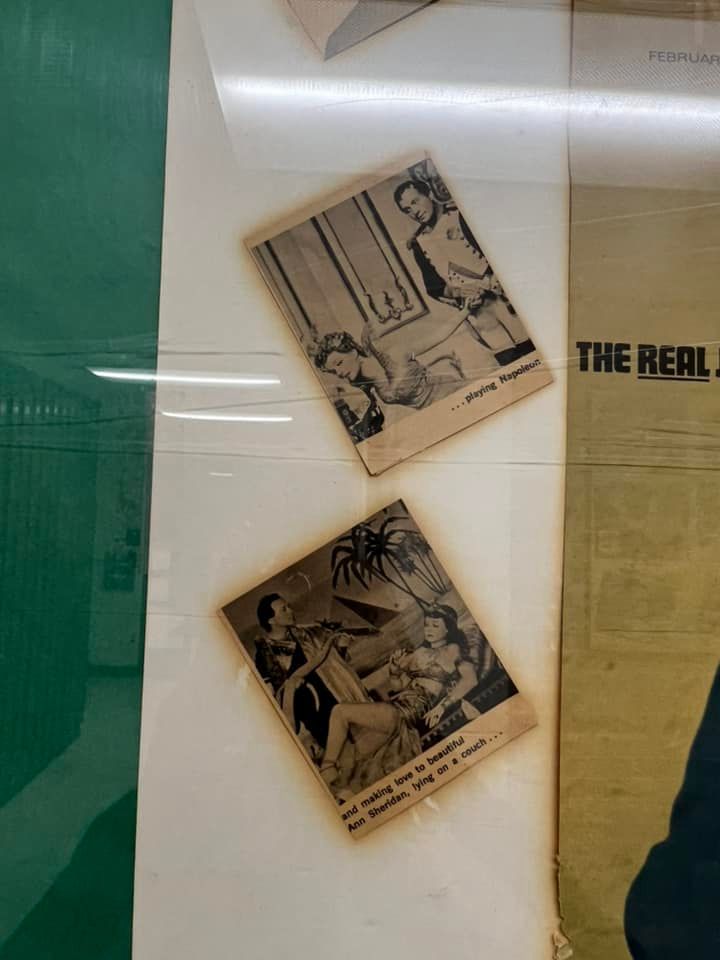 FEBRUAR
THE REAL
...playing Napoleon
and making love to beautiful
Ann Sheridan, lying on a couch...